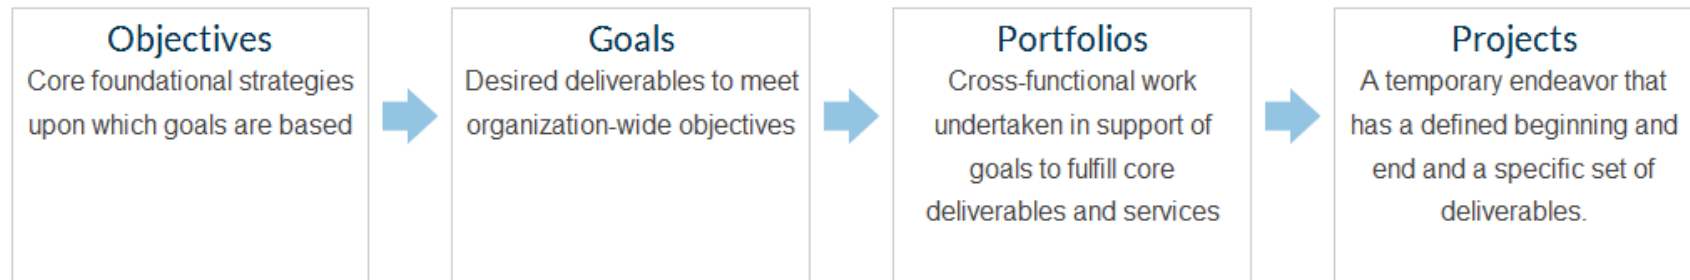 Objectives
Core foundational strategies
upon which goals are based
Goals
Desired deliverables to meet
organization-wide objectives
Portfolios
Cross-functional work
undertaken in support of
goals to fulfill core
deliverables and services
Projects
A temporary endeavor that
has a defined beginning and
end and a specific set of
deliverables.